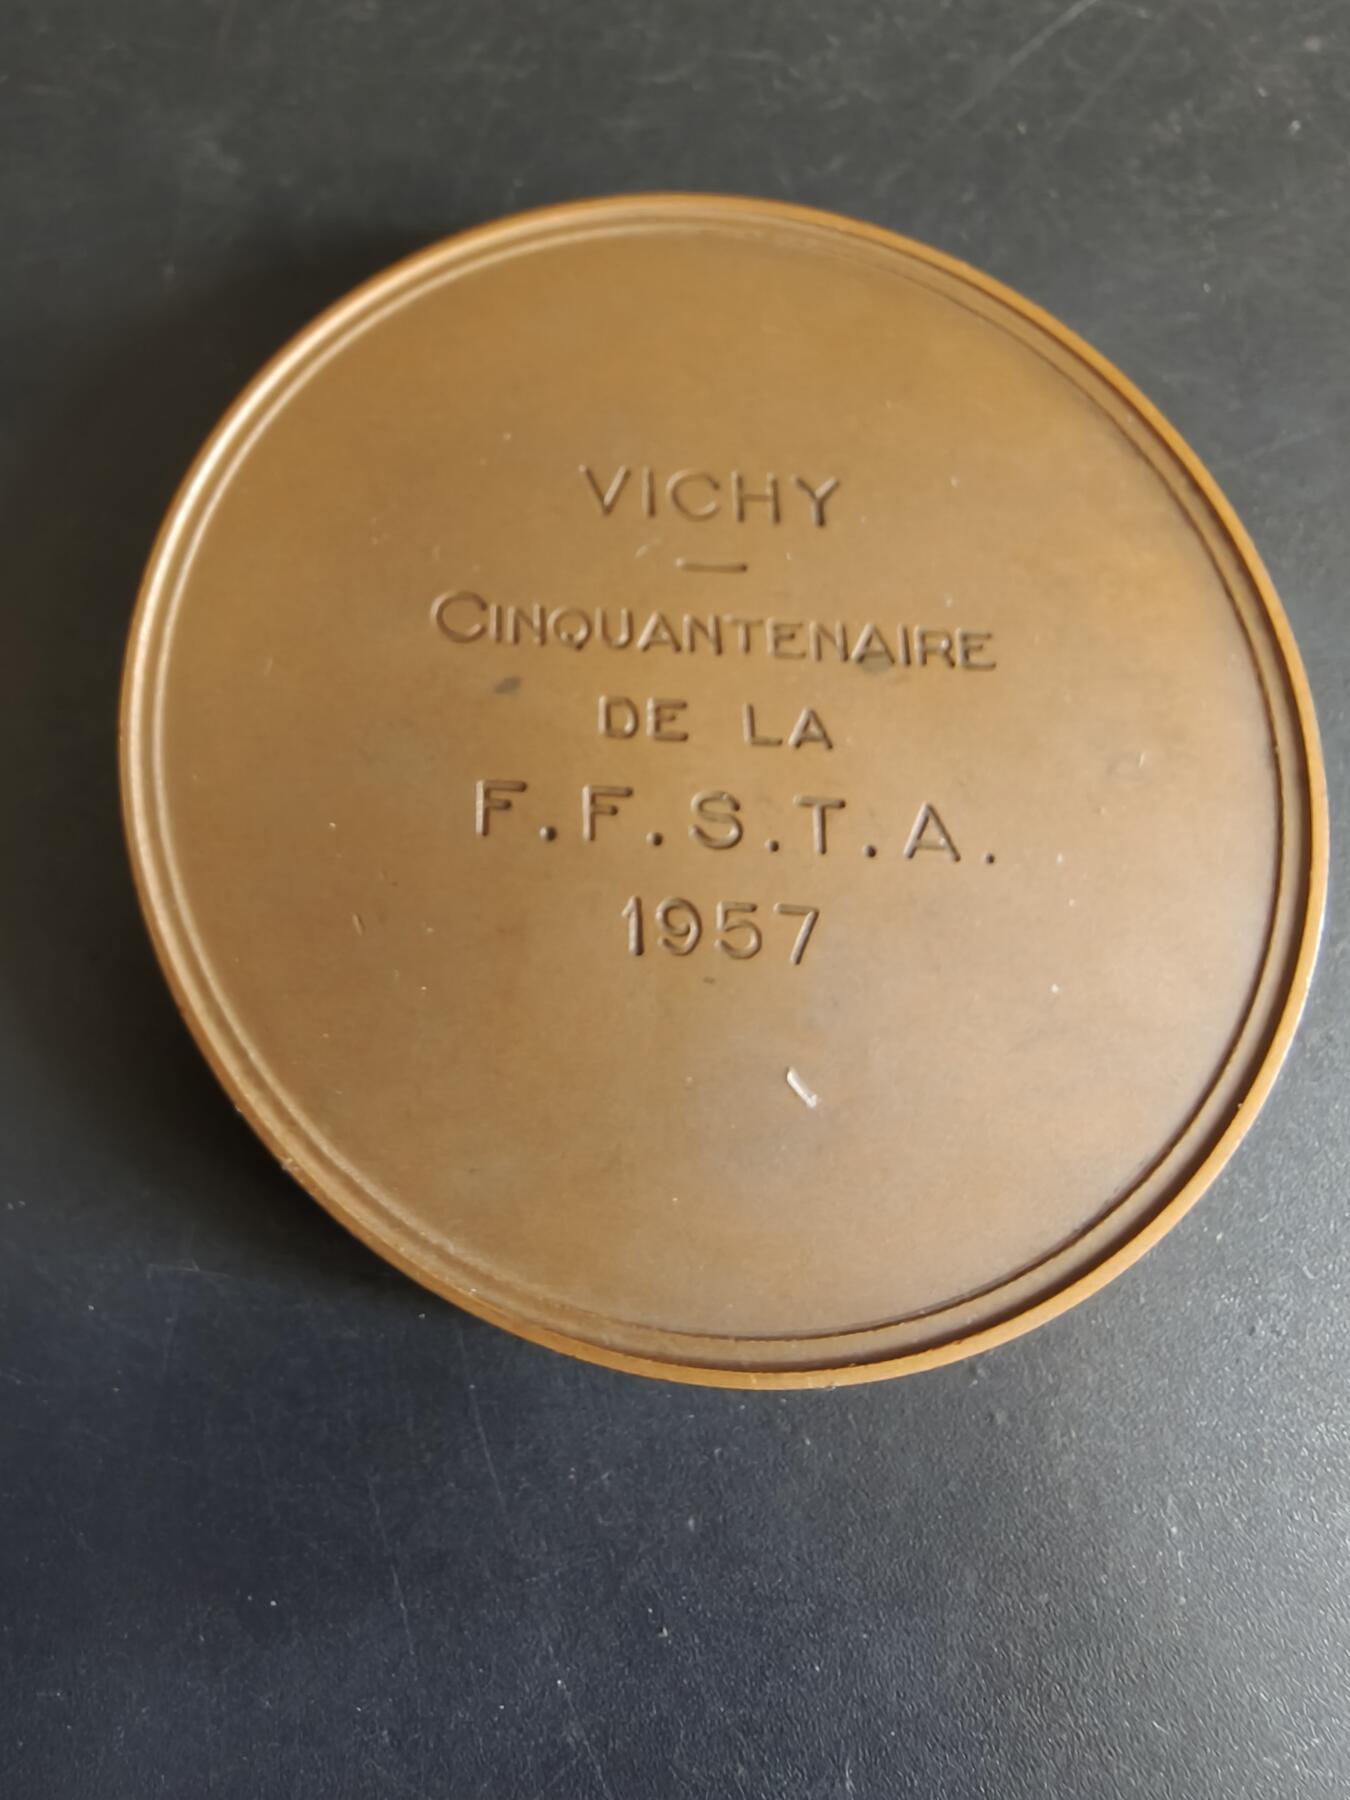 VICHY
—
CINQUANTENAIRE
DE LA
F.F.S.T.A.
1957